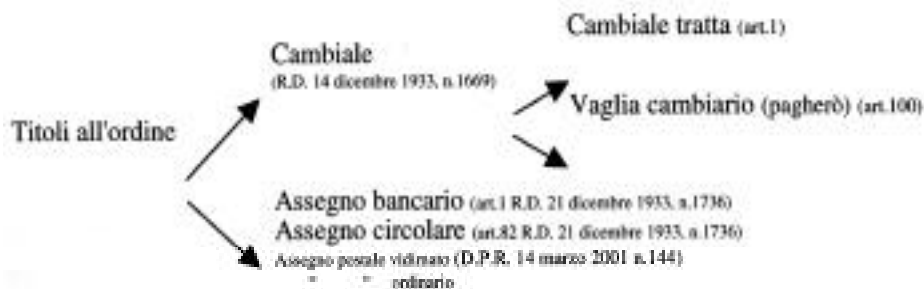 Cambiale tratta (art.1)
Cambiale
(R.D. 14 dicembre 1933, n.1669)
Vaglia cambiario (pagherò) (art.100)
Titoli all'ordine
Assegno bancario (art.1 R.D. 21 dicembre 1933, n.1736)
Assegno circolare (art.82 R.D. 21 dicembre 1933, n.1736)
Assegno postale vidimato (D.P.R. 14 marzo 2001 n.144)
" " ordinario